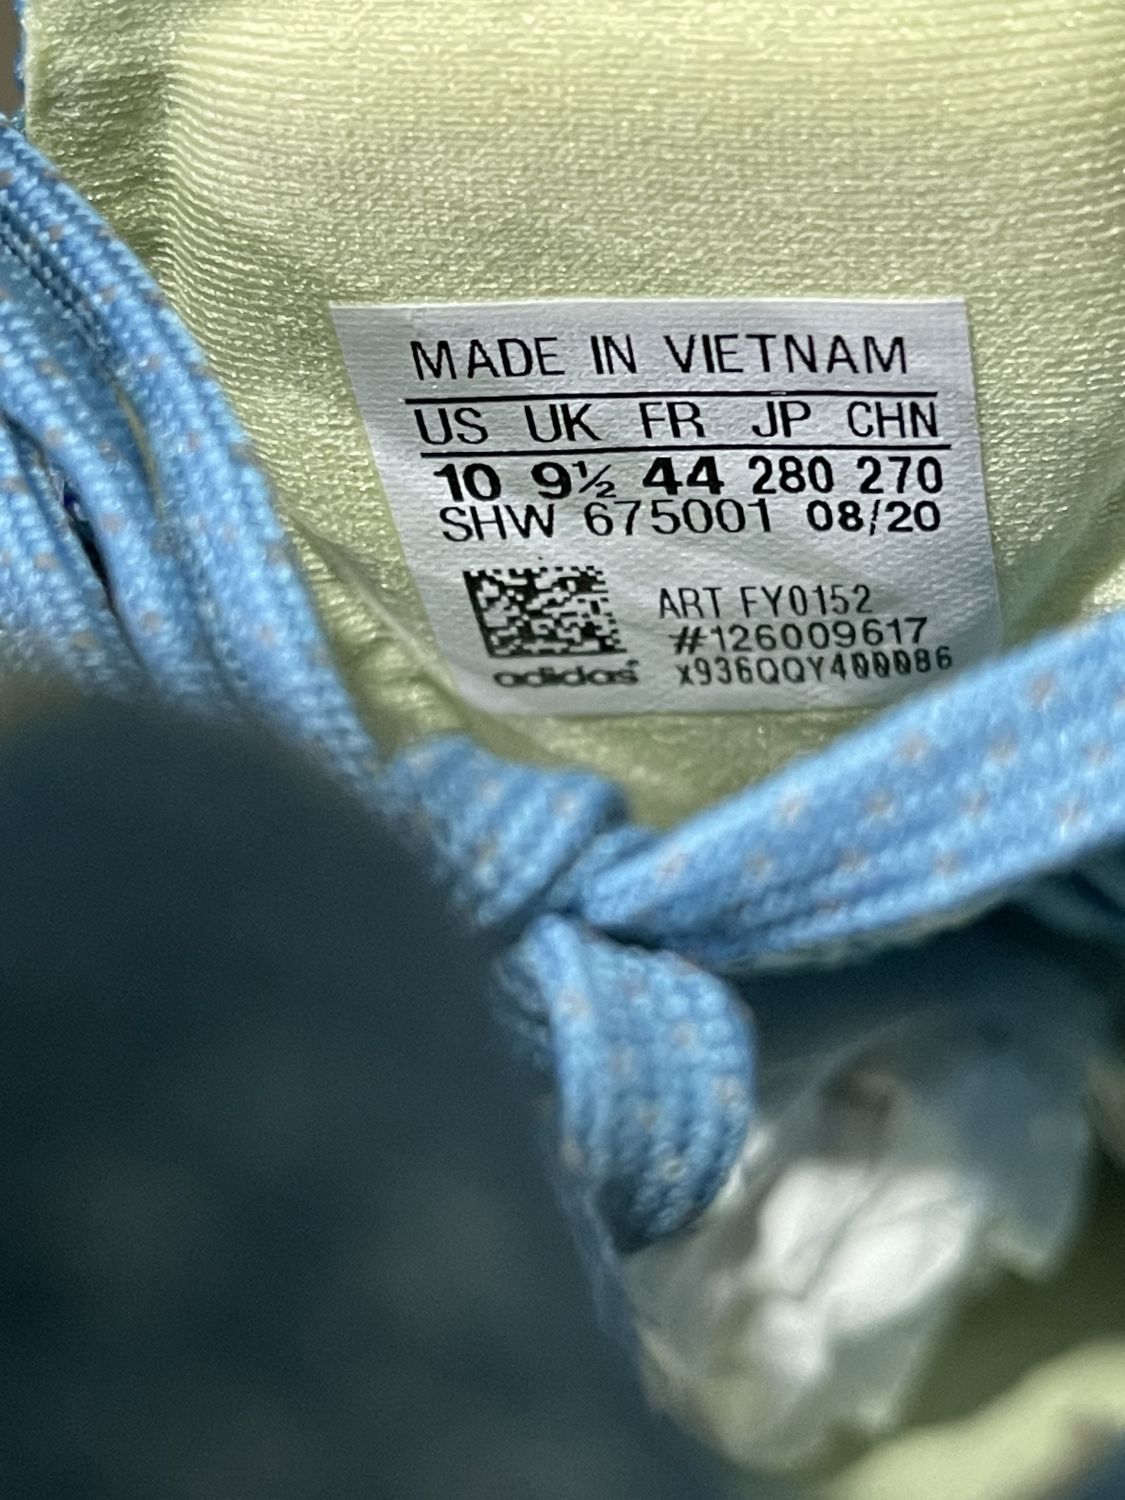 MADE IN VIETNAM
US UK FR JP CHN
10 9½ 44 280 270
SHW 675001 08/20
ART FY0152
#126009617
adidas x936QQY400086